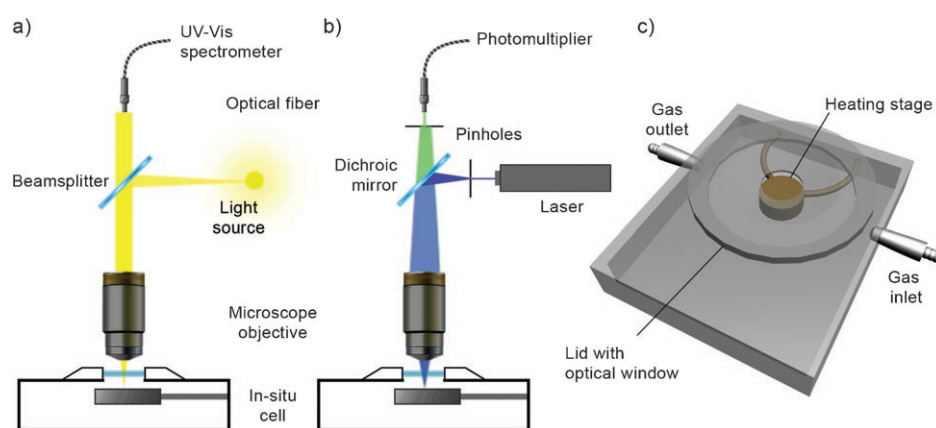 a)
UV-Vis
spectrometer
Optical fiber
Beamsplitter
Light
source
Microscope
objective
In-situ
cell
b)
Photomultiplier
Pinholes
Dichroic
mirror
Laser
c)
Gas
outlet
Heating stage
Gas
inlet
Lid with
optical window